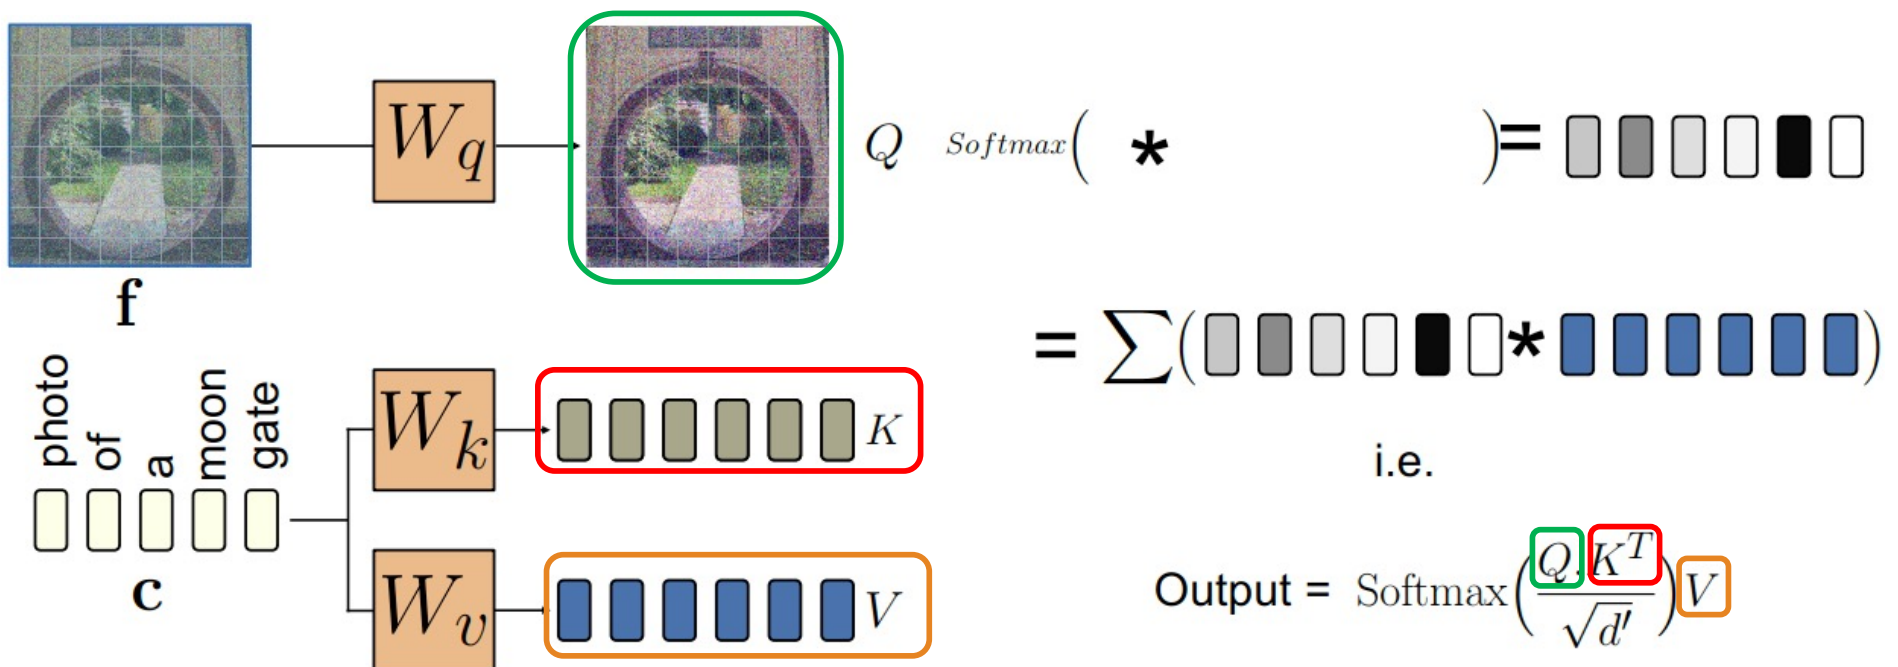 f
W_q
Q
Softmax( * ) =
photo of a moon gate
c
W_k
K
W_v
V
= ∑( * )
i.e.
Output = Softmax(Q.K^T / √d′)V